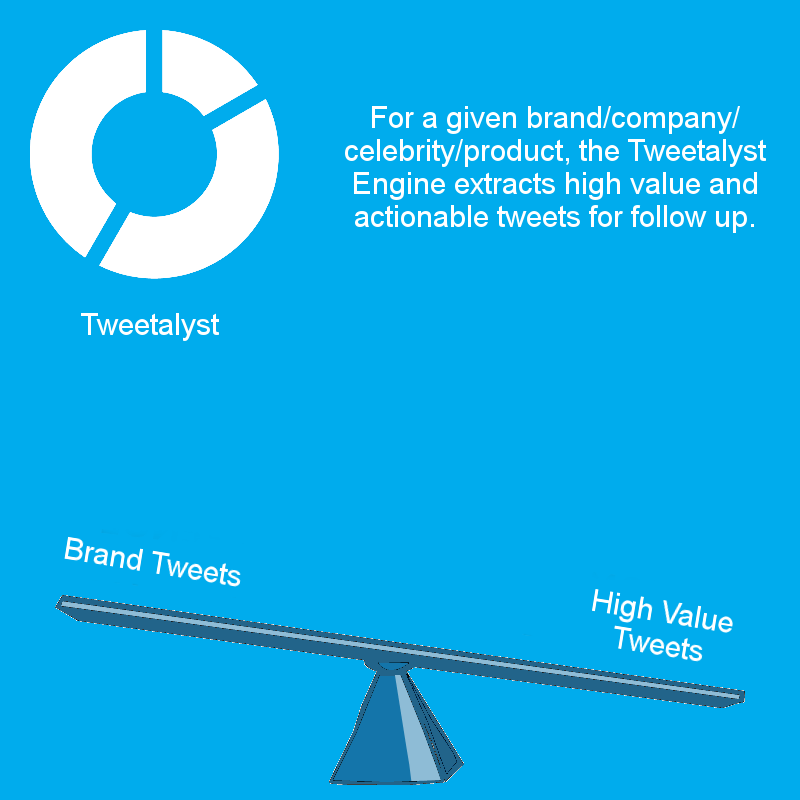 For a given brand/company/
celebrity/product, the Tweetalyst
Engine extracts high value and
actionable tweets for follow up.
Tweetalyst
Brand Tweets
High Value
Tweets